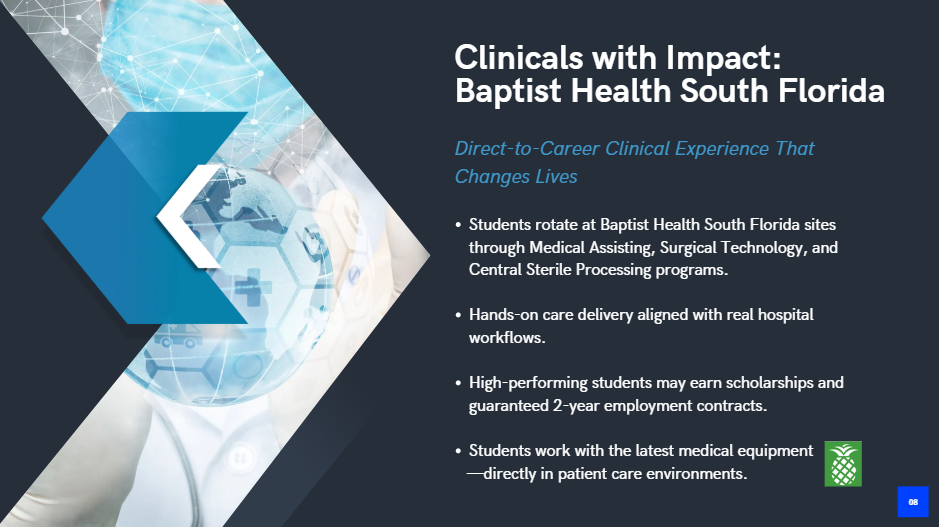 Clinicals with Impact:
Baptist Health South Florida
Direct-to-Career Clinical Experience That
Changes Lives
• Students rotate at Baptist Health South Florida sites
through Medical Assisting, Surgical Technology, and
Central Sterile Processing programs.
• Hands-on care delivery aligned with real hospital
workflows.
• High-performing students may earn scholarships and
guaranteed 2-year employment contracts.
• Students work with the latest medical equipment
—directly in patient care environments.
08